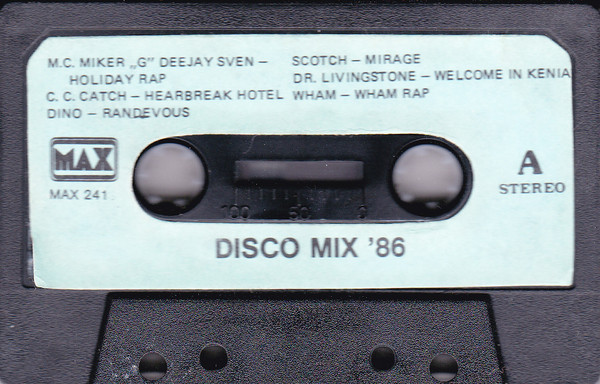 M.C. MIKER „G" DEEJAY SVEN –
HOLIDAY RAP
C. C. CATCH – HEARBREAK HOTEL
DINO – RANDEVOUS
SCOTCH – MIRAGE
DR. LIVINGSTONE – WELCOME IN KENIA
WHAM – WHAM RAP
MAX
MAX 241
A
STEREO
100 50 0
DISCO MIX '86